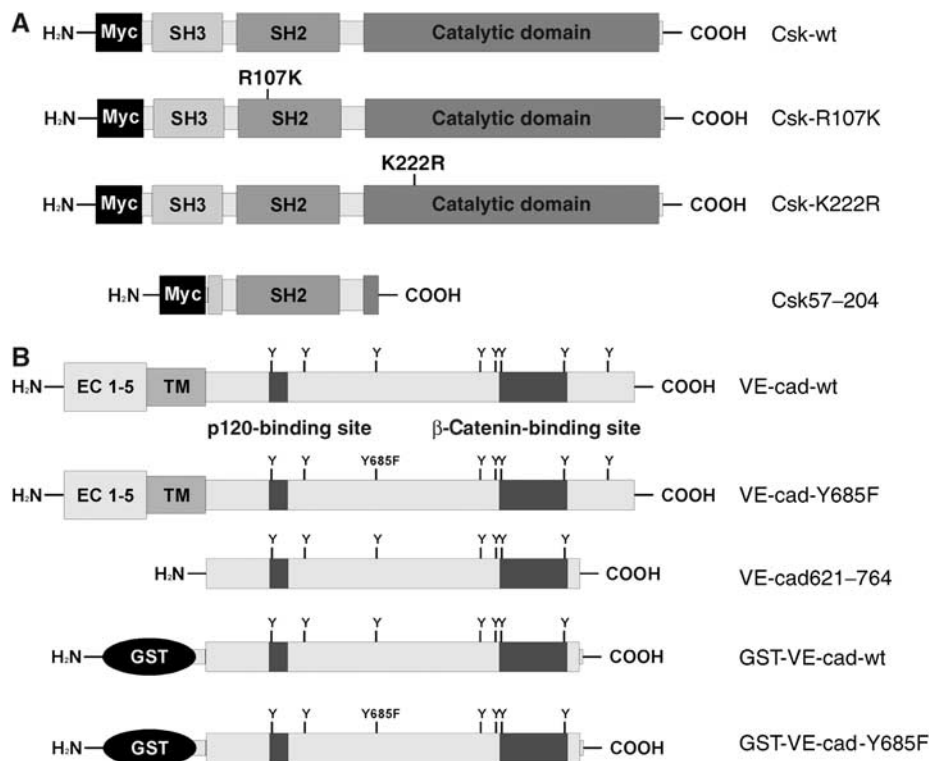 A
H₂N Myc SH3 SH2 Catalytic domain COOH Csk-wt
R107K
H₂N Myc SH3 SH2 Catalytic domain COOH Csk-R107K
K222R
H₂N Myc SH3 SH2 Catalytic domain COOH Csk-K222R
H₂N Myc SH2 COOH Csk57–204
B
Y Y Y Y YY Y Y
H₂N EC 1-5 TM COOH VE-cad-wt
p120-binding site β-Catenin-binding site
Y Y Y685F Y YY Y Y
H₂N EC 1-5 TM COOH VE-cad-Y685F
Y Y Y Y YY Y
H₂N COOH VE-cad621–764
Y Y Y Y YY Y
H₂N GST COOH GST-VE-cad-wt
Y Y Y685F Y YY Y
H₂N GST COOH GST-VE-cad-Y685F